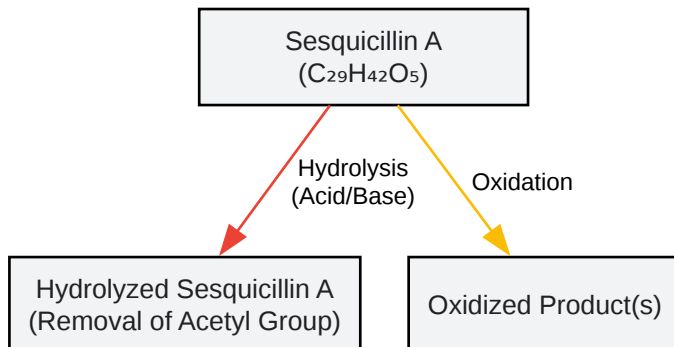 Sesquicillin A
(C₂₉H₄₂O₅)
Hydrolysis
(Acid/Base)
Oxidation
Hydrolyzed Sesquicillin A
(Removal of Acetyl Group)
Oxidized Product(s)